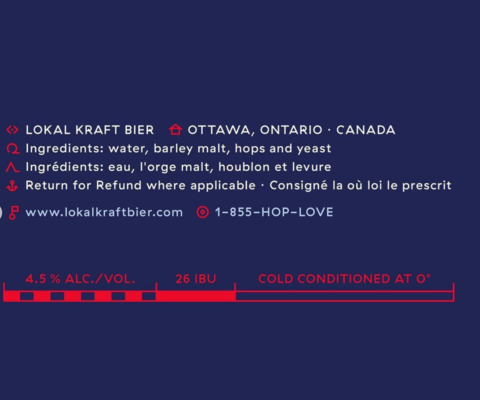 LOKAL KRAFT BIER OTTAWA, ONTARIO · CANADA
Ingredients: water, barley malt, hops and yeast
Ingrédients: eau, l'orge malt, houblon et levure
Return for Refund where applicable · Consigné la où loi le prescrit
www.lokalkraftbier.com 1-855-HOP-LOVE
4.5 % ALC./VOL. 26 IBU COLD CONDITIONED AT 0°